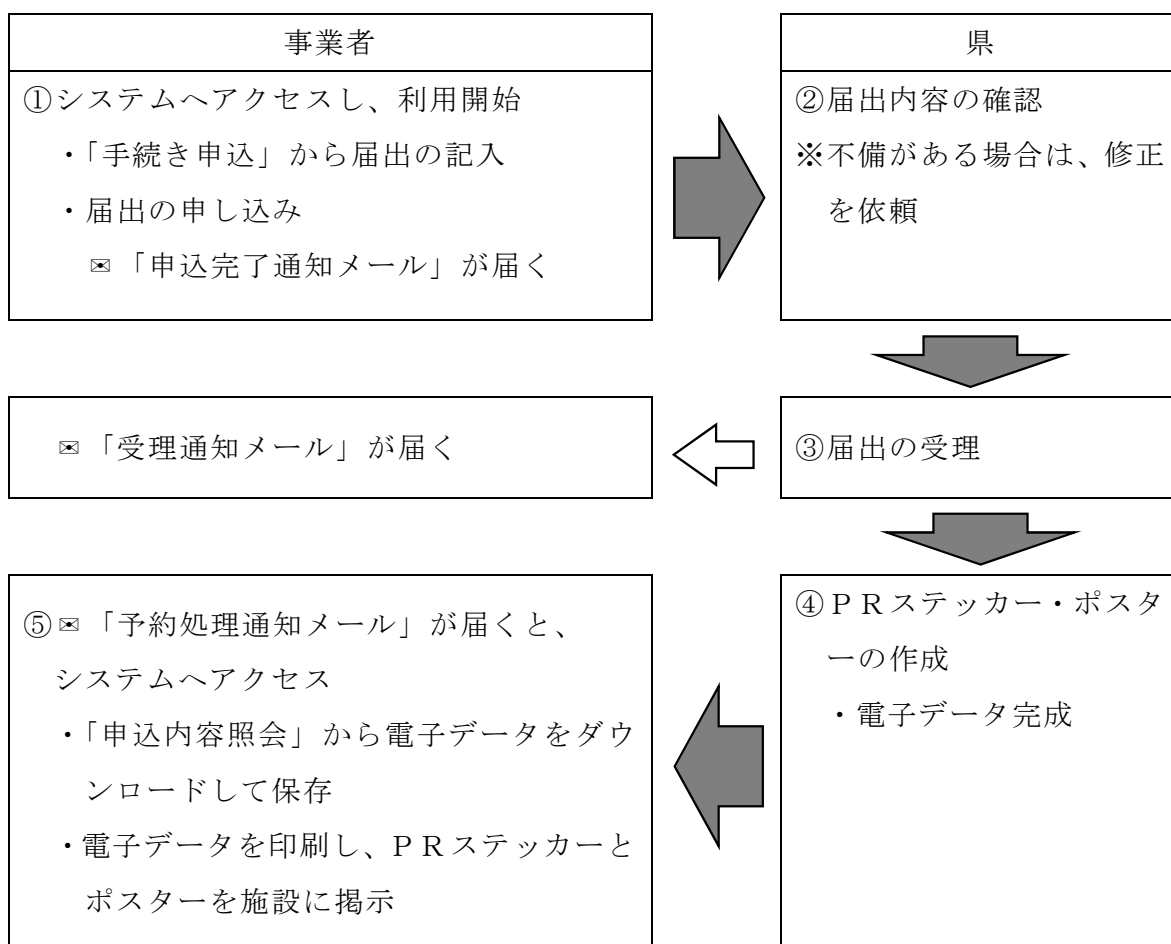 事業者
県
①システムへアクセスし、利用開始
・「手続き申込」から届出の記入
・届出の申し込み
✉「申込完了通知メール」が届く
②届出内容の確認
※不備がある場合は、修正
を依頼
✉「受理通知メール」が届く
③届出の受理
④ＰＲステッカー・ポスタ
ーの作成
・電子データ完成
⑤✉「予約処理通知メール」が届くと、
システムへアクセス
・「申込内容照会」から電子データをダウ
ンロードして保存
・電子データを印刷し、ＰＲステッカーと
ポスターを施設に掲示